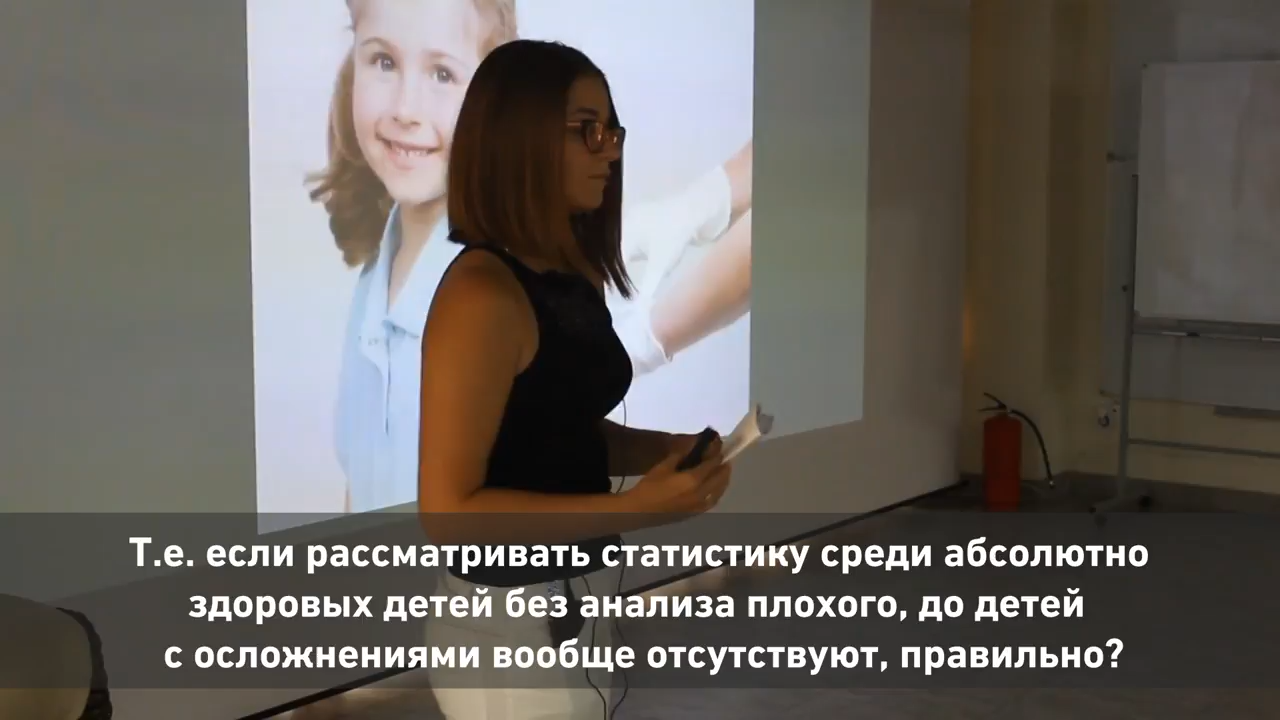 Т.е. если рассматривать статистику среди абсолютно
здоровых детей без анализа плохого, до детей
с осложнениями вообще отсутствуют, правильно?